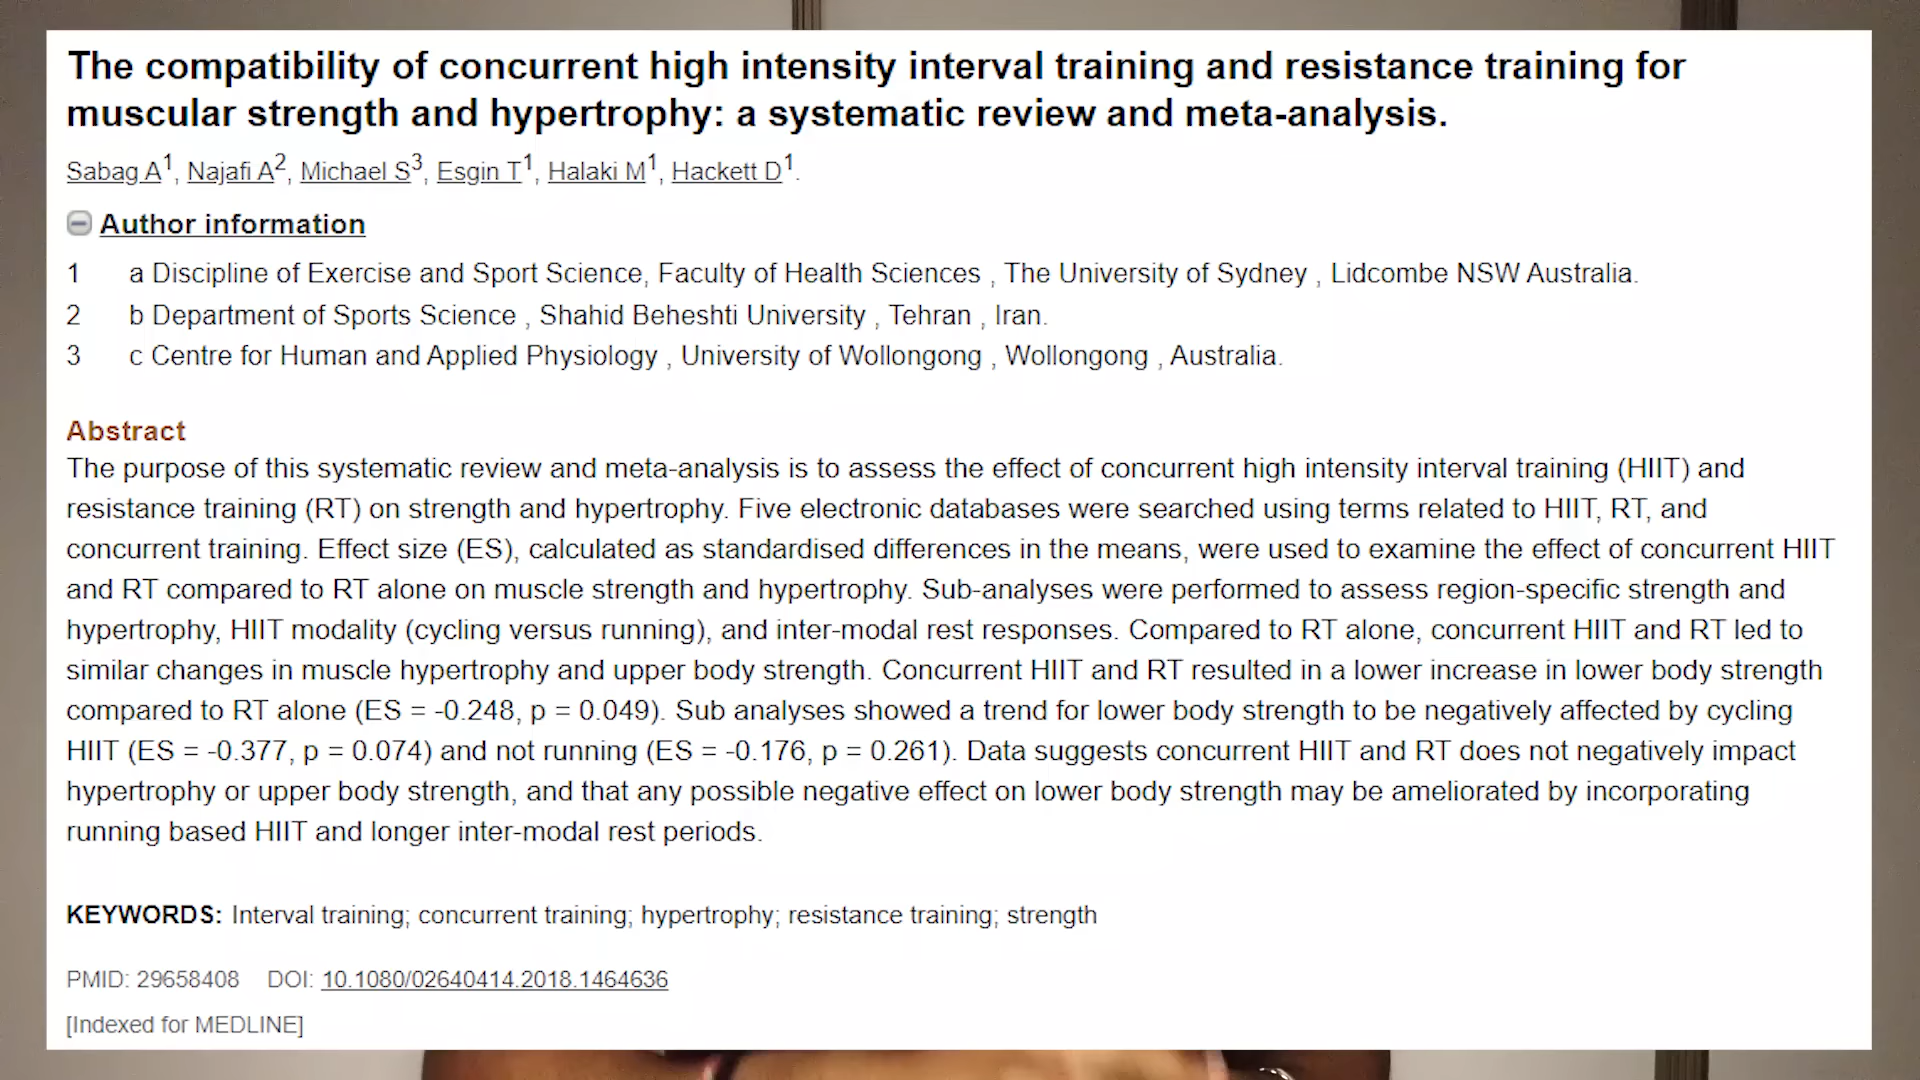 The compatibility of concurrent high intensity interval training and resistance training for
muscular strength and hypertrophy: a systematic review and meta-analysis.
Sabag A1, Najafi A2, Michael S3, Esgin T1, Halaki M1, Hackett D1.
Author information
1 a Discipline of Exercise and Sport Science, Faculty of Health Sciences , The University of Sydney , Lidcombe NSW Australia.
2 b Department of Sports Science , Shahid Beheshti University , Tehran , Iran.
3 c Centre for Human and Applied Physiology , University of Wollongong , Wollongong , Australia.
Abstract
The purpose of this systematic review and meta-analysis is to assess the effect of concurrent high intensity interval training (HIIT) and
resistance training (RT) on strength and hypertrophy. Five electronic databases were searched using terms related to HIIT, RT, and
concurrent training. Effect size (ES), calculated as standardised differences in the means, were used to examine the effect of concurrent HIIT
and RT compared to RT alone on muscle strength and hypertrophy. Sub-analyses were performed to assess region-specific strength and
hypertrophy, HIIT modality (cycling versus running), and inter-modal rest responses. Compared to RT alone, concurrent HIIT and RT led to
similar changes in muscle hypertrophy and upper body strength. Concurrent HIIT and RT resulted in a lower increase in lower body strength
compared to RT alone (ES = -0.248, p = 0.049). Sub analyses showed a trend for lower body strength to be negatively affected by cycling
HIIT (ES = -0.377, p = 0.074) and not running (ES = -0.176, p = 0.261). Data suggests concurrent HIIT and RT does not negatively impact
hypertrophy or upper body strength, and that any possible negative effect on lower body strength may be ameliorated by incorporating
running based HIIT and longer inter-modal rest periods.
KEYWORDS: Interval training; concurrent training; hypertrophy; resistance training; strength
PMID: 29658408 DOI: 10.1080/02640414.2018.1464636
[Indexed for MEDLINE]